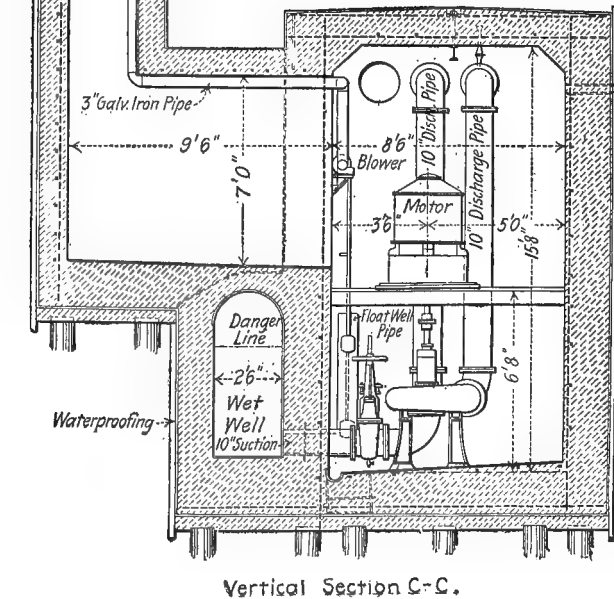 3" Galv. Iron Pipe
9'6"
7'0"
8'6"
Blower
10" Disch. Pipe
10" Discharge Pipe
Motor
3'6"
5'0"
15'8"
Danger
Line
Float Well
Pipe
2'6"
6'8"
Wet
Well
10" Suction
Waterproofing
Vertical Section C-C.